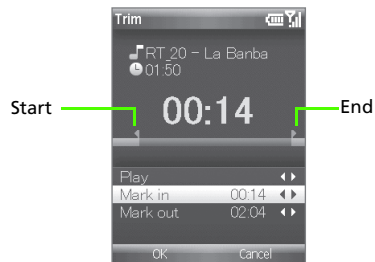 Trim
RT_20 - La Banba
01:50
Start
00:14
End
Play
Mark in 00:14
Mark out 02:04
OK Cancel